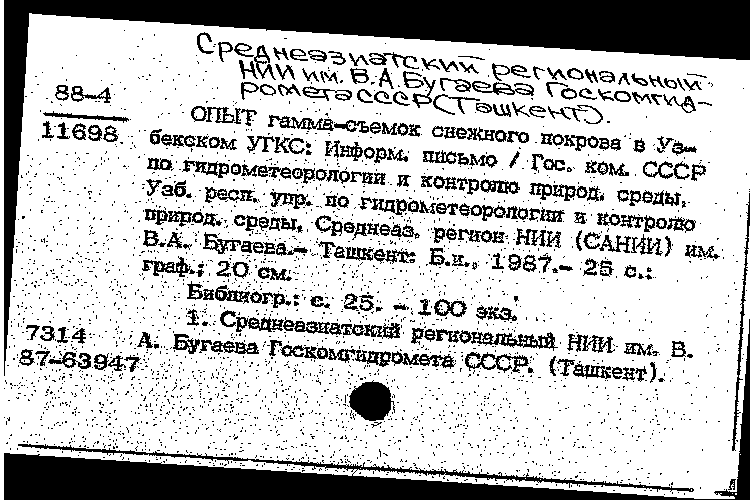 Среднеазиатский региональный
НИИ им. В.А.Бугаева Госкомгид-
ромета СССР(Ташкент).
88-4
11698
ОПЫТ гамма-съемок снежного покрова в Уз-
бекском УГКС: Информ. письмо / Гос. ком. СССР
по гидрометеорологии и контролю природ. среды,
Узб. респ. упр. по гидрометеорологии и контролю
природ. среды, Среднеаз. регион НИИ (САНИИ) им.
В.А. Бугаева.- Ташкент: Б.и., 1987.- 25 с.:
граф.; 20 см.
Библиогр.: с. 25. - 100 экз.
1. Среднеазиатский региональный НИИ им. В.
А. Бугаева Госкомгидромета СССР. (Ташкент).
7314
87-63947